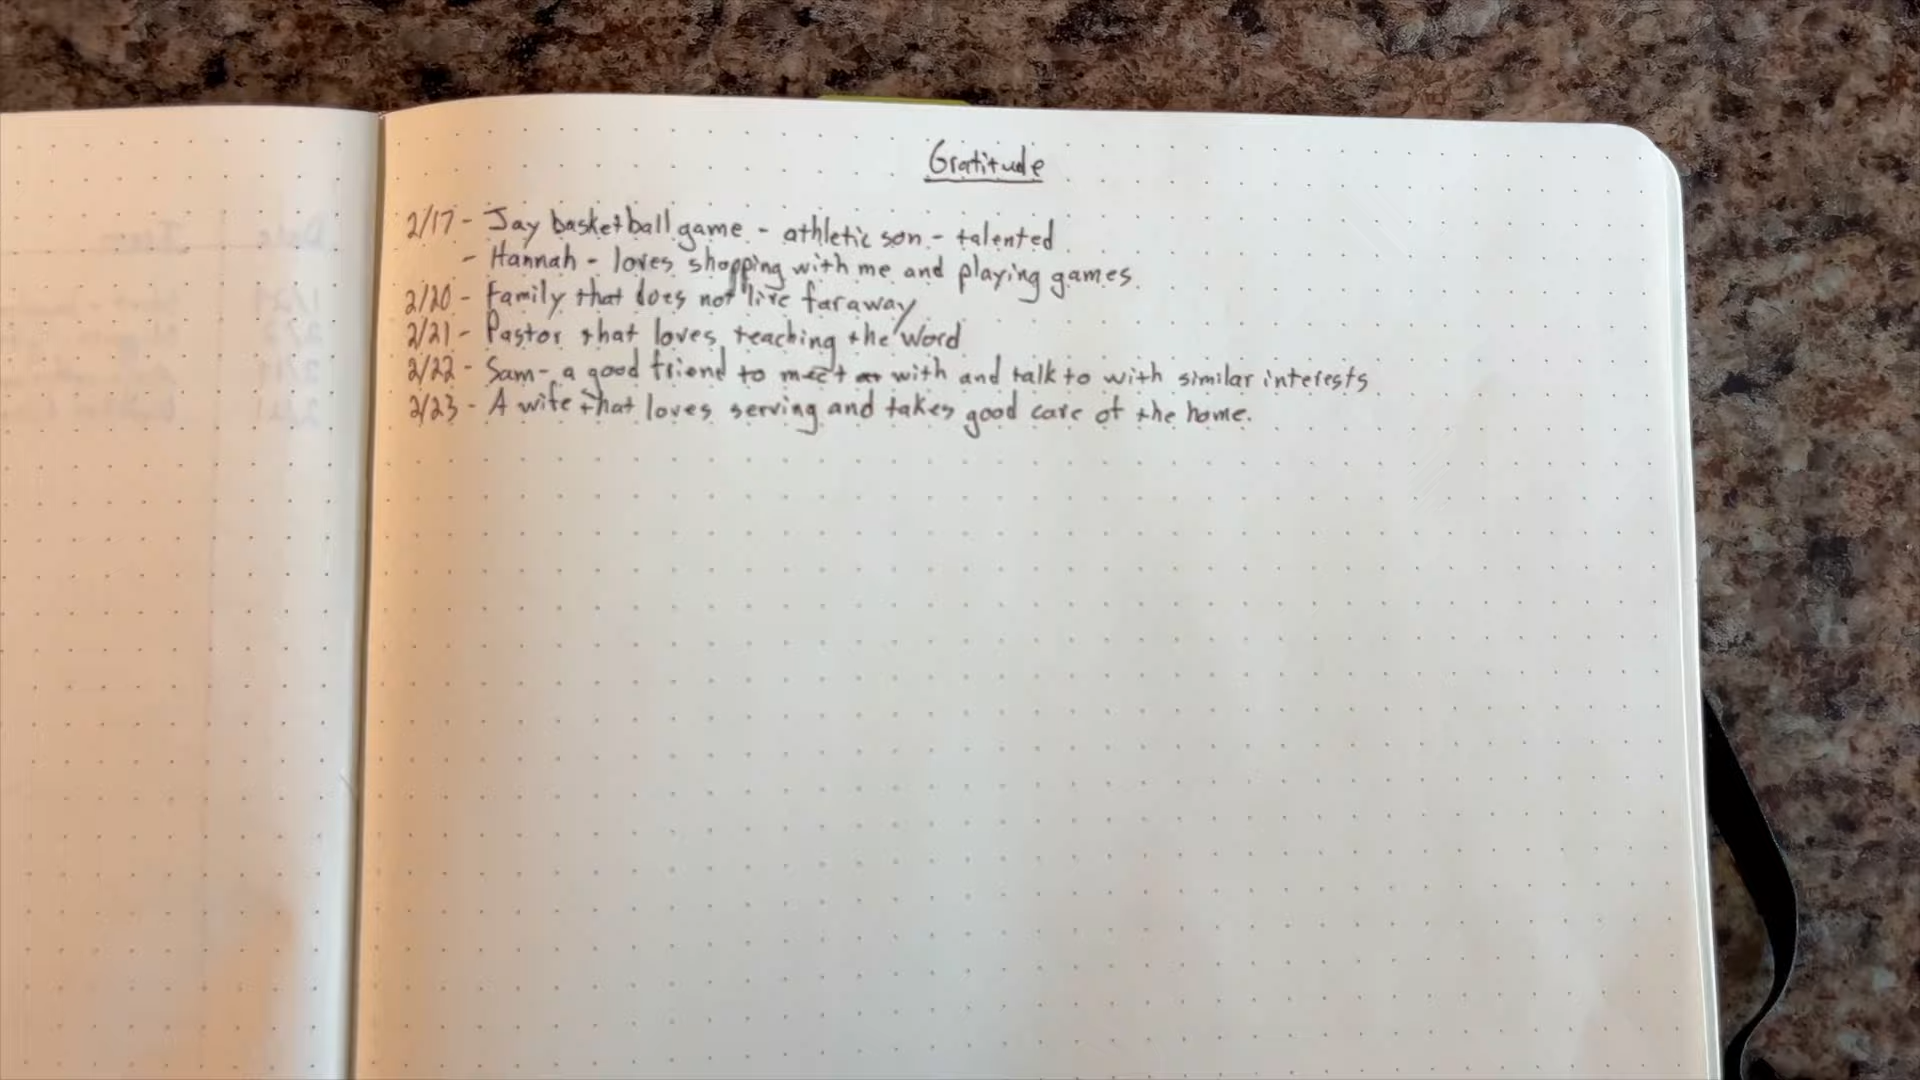 Gratitude
2/17 - Jay basketball game - athletic son - talented
- Hannah - loves shopping with me and playing games.
2/20 - Family that does not live faraway
2/21 - Pastor that loves teaching the Word
2/22 - Sam - a good friend to meet with and talk to with similar interests
2/23 - A wife that loves serving and takes good care of the home.